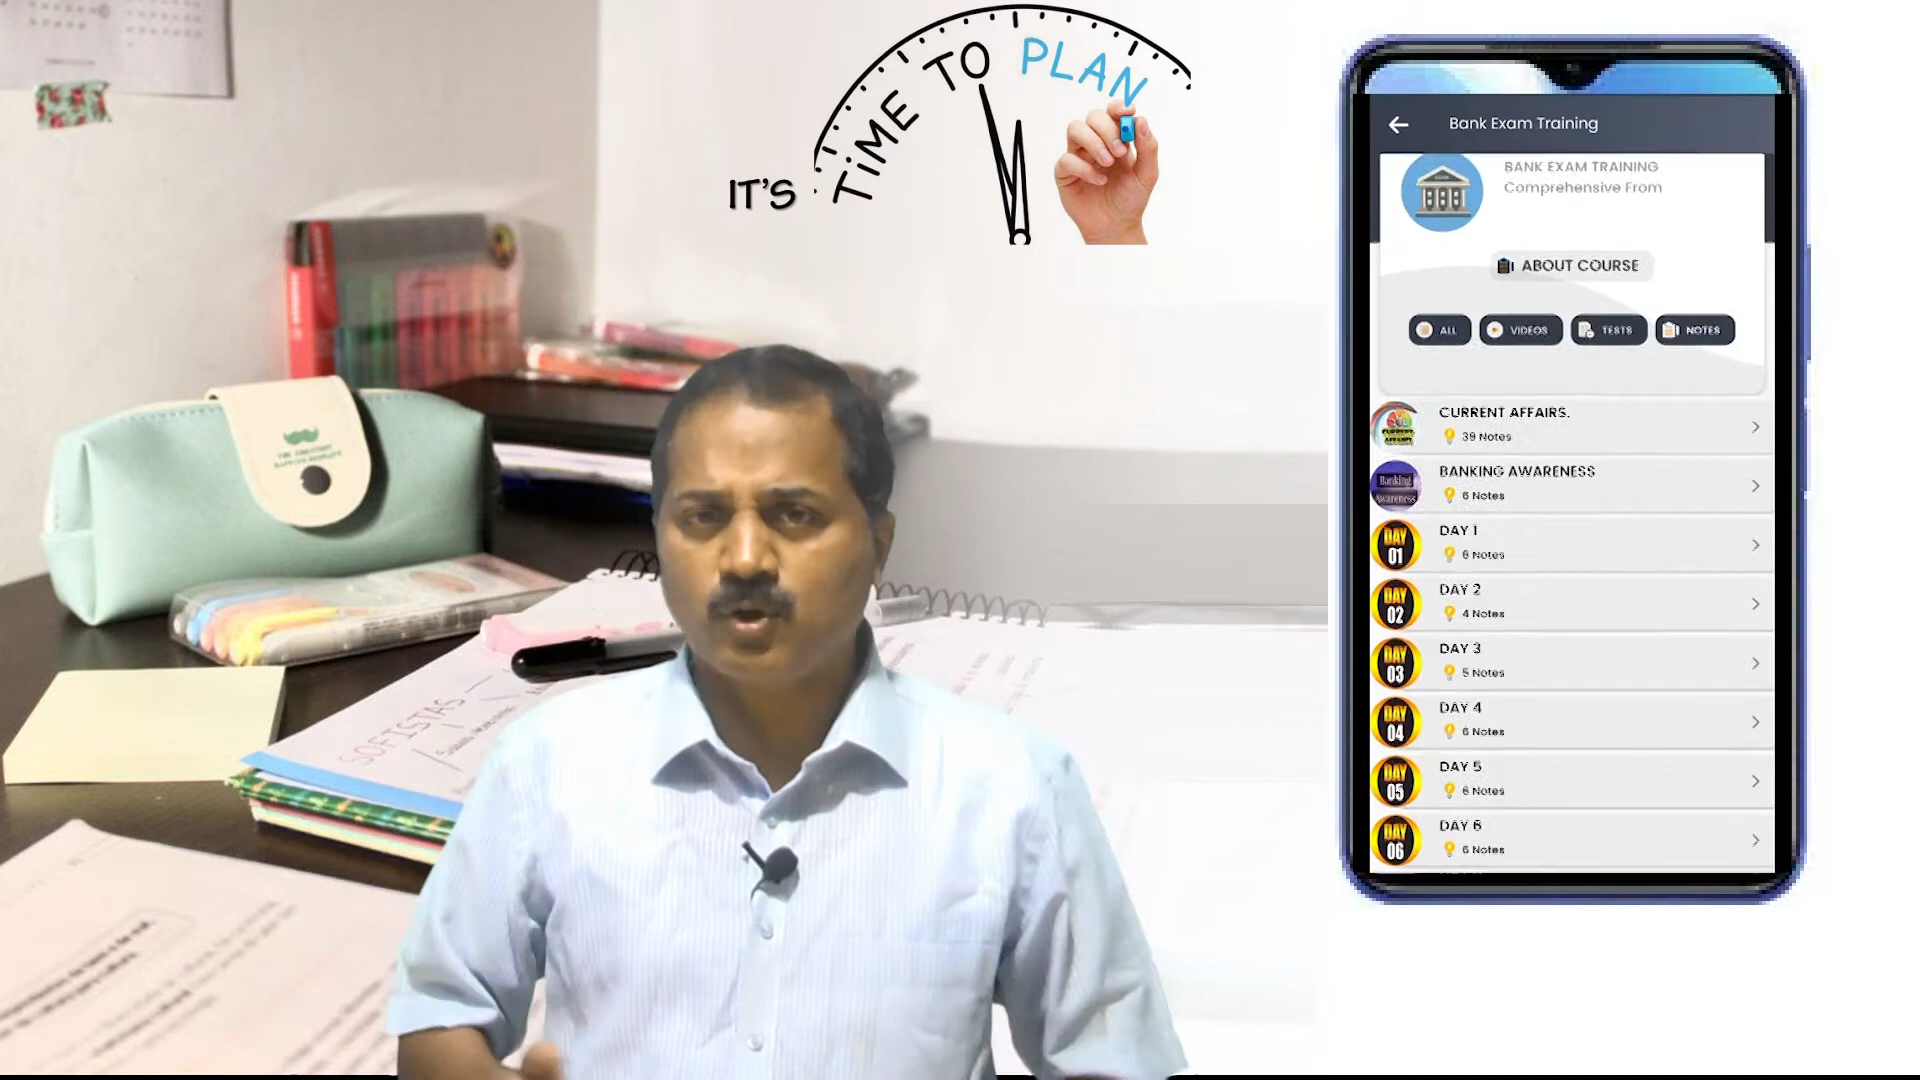 IT'S TiME TO PLAN
SOFISTAS
Bank Exam Training
BANK EXAM TRAINING
Comprehensive From
ABOUT COURSE
ALL VIDEOS TESTS NOTES
CURRENT AFFAIRS.
39 Notes
Banking
Awareness
BANKING AWARENESS
6 Notes
DAY
01
DAY 1
6 Notes
DAY
02
DAY 2
4 Notes
DAY
03
DAY 3
5 Notes
DAY
04
DAY 4
6 Notes
DAY
05
DAY 5
6 Notes
DAY
06
DAY 6
6 Notes